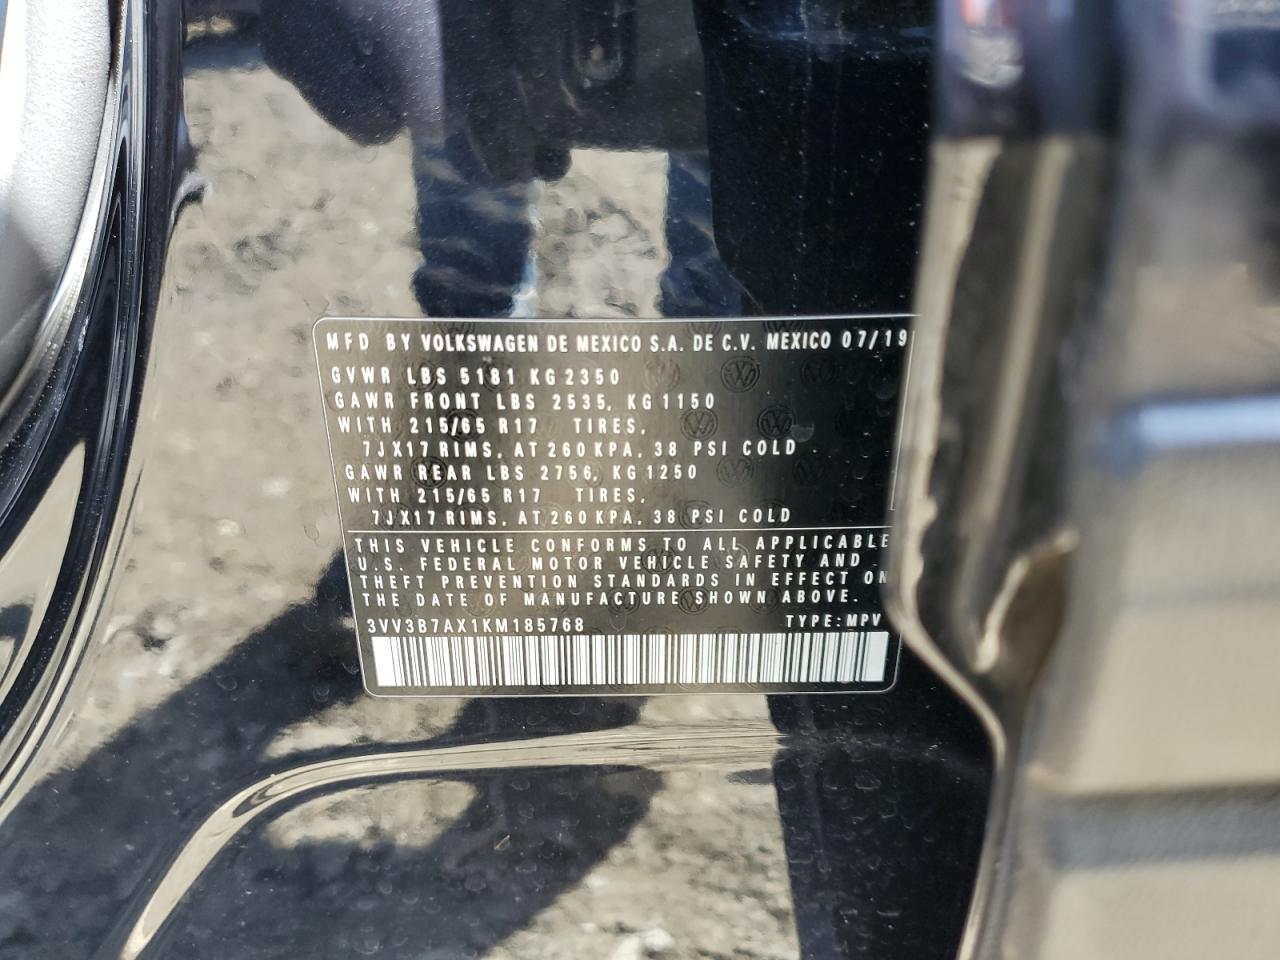 MFD BY VOLKSWAGEN DE MEXICO S.A. DE C.V. MEXICO 07/19
GVWR LBS 5181 KG 2350
GAWR FRONT LBS 2535, KG 1150
WITH 215/65 R17 TIRES,
7JX17 RIMS, AT 260 KPA, 38 PSI COLD
GAWR REAR LBS 2756, KG 1250
WITH 215/65 R17 TIRES,
7JX17 RIMS, AT 260 KPA, 38 PSI COLD
THIS VEHICLE CONFORMS TO ALL APPLICABLE
U.S. FEDERAL MOTOR VEHICLE SAFETY AND
THEFT PREVENTION STANDARDS IN EFFECT ON
THE DATE OF MANUFACTURE SHOWN ABOVE.
3VV3B7AX1KM185768 TYPE: MPV